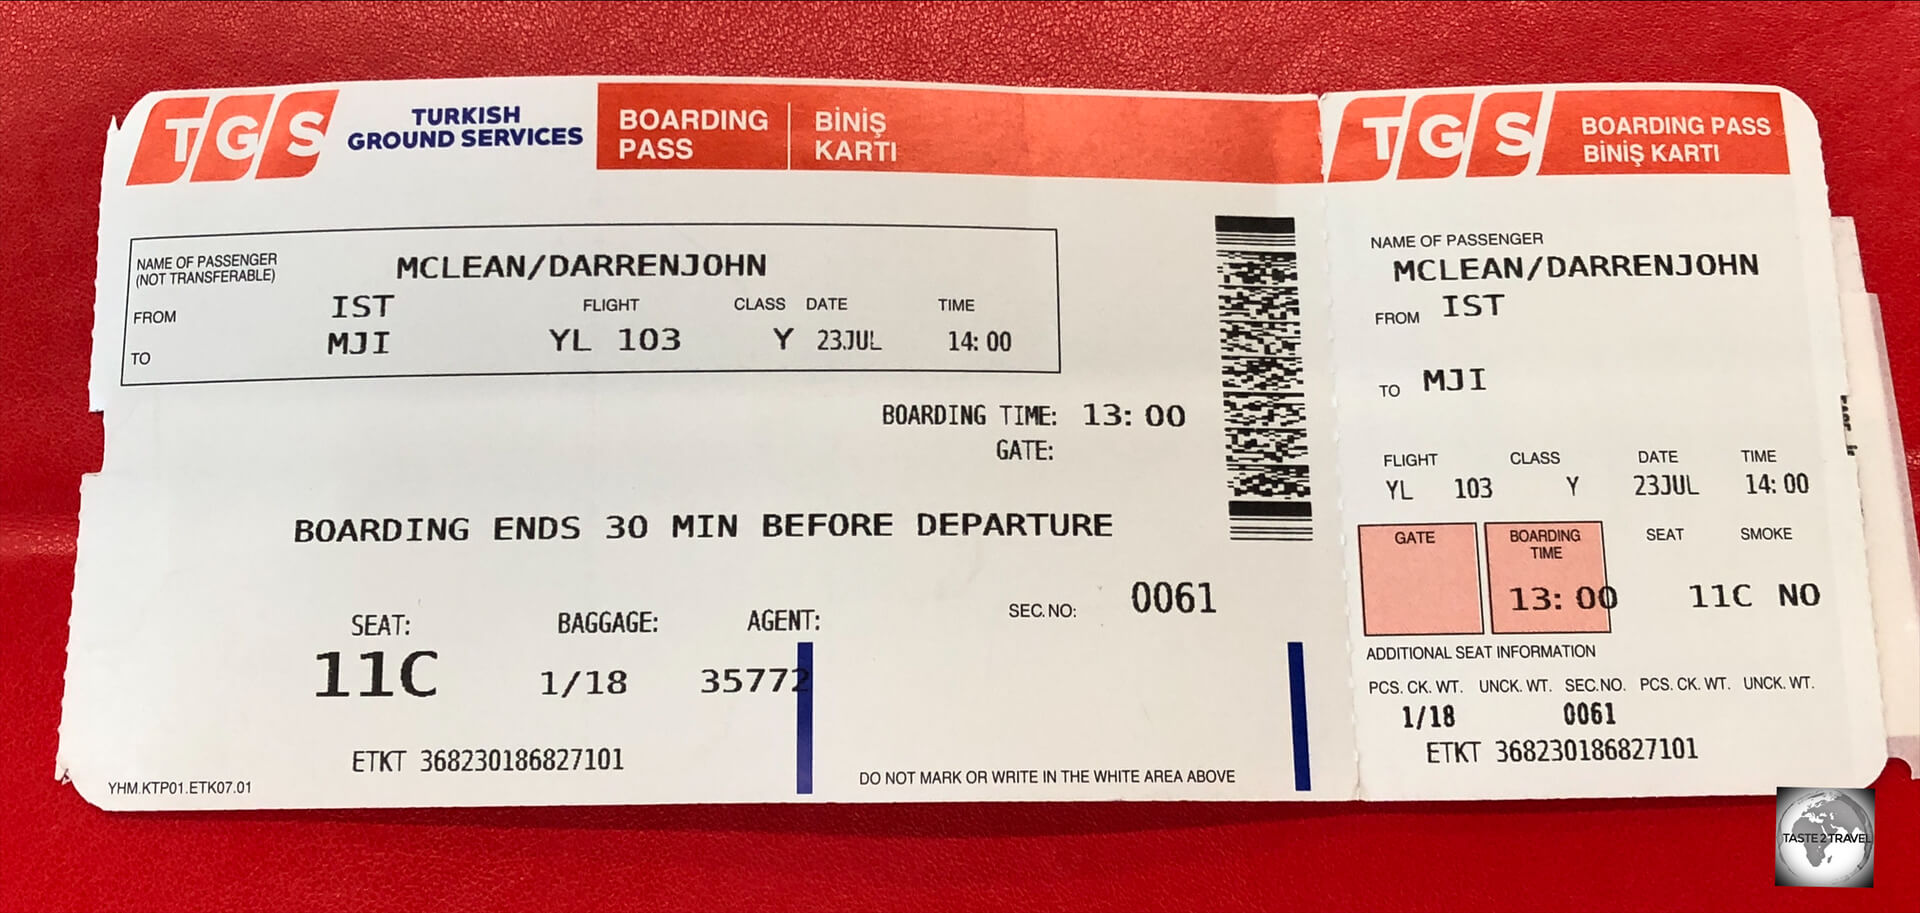 TGS TURKISH GROUND SERVICES BOARDING PASS BİNİŞ KARTI
NAME OF PASSENGER (NOT TRANSFERABLE) MCLEAN/DARRENJOHN
FROM IST FLIGHT CLASS DATE TIME
TO MJI YL 103 Y 23JUL 14:00
BOARDING TIME: 13:00
GATE:
BOARDING ENDS 30 MIN BEFORE DEPARTURE
SEAT: BAGGAGE: AGENT: SEC.NO: 0061
11C 1/18 35772
ETKT 368230186827101
YHM.KTP01.ETK07.01
DO NOT MARK OR WRITE IN THE WHITE AREA ABOVE
TGS BOARDING PASS
BİNİŞ KARTI
NAME OF PASSENGER
MCLEAN/DARRENJOHN
FROM IST
TO MJI
FLIGHT CLASS DATE TIME
YL 103 Y 23JUL 14:00
GATE BOARDING TIME SEAT SMOKE
13:00 11C NO
ADDITIONAL SEAT INFORMATION
PCS. CK. WT. UNCK. WT. SEC.NO. PCS. CK. WT. UNCK. WT.
1/18 0061
ETKT 368230186827101
TASTE2TRAVEL